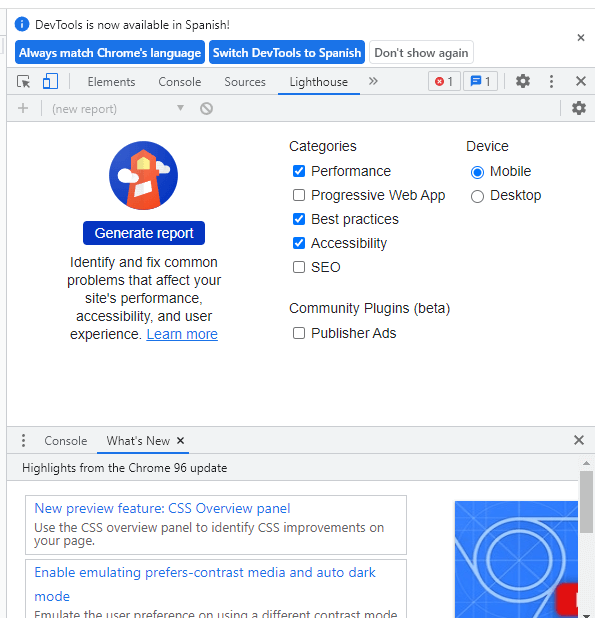 DevTools is now available in Spanish!
Always match Chrome's language Switch DevTools to Spanish Don't show again
Elements Console Sources Lighthouse 1 1
(new report)
Generate report
Identify and fix common
problems that affect your
site's performance,
accessibility, and user
experience. Learn more
Categories
Performance
Progressive Web App
Best practices
Accessibility
SEO
Community Plugins (beta)
Publisher Ads
Device
Mobile
Desktop
Console What's New
Highlights from the Chrome 96 update
New preview feature: CSS Overview panel
Use the CSS overview panel to identify CSS improvements on
your page.
Enable emulating prefers-contrast media and auto dark
mode
Emulate the user preference on using a different contrast mode